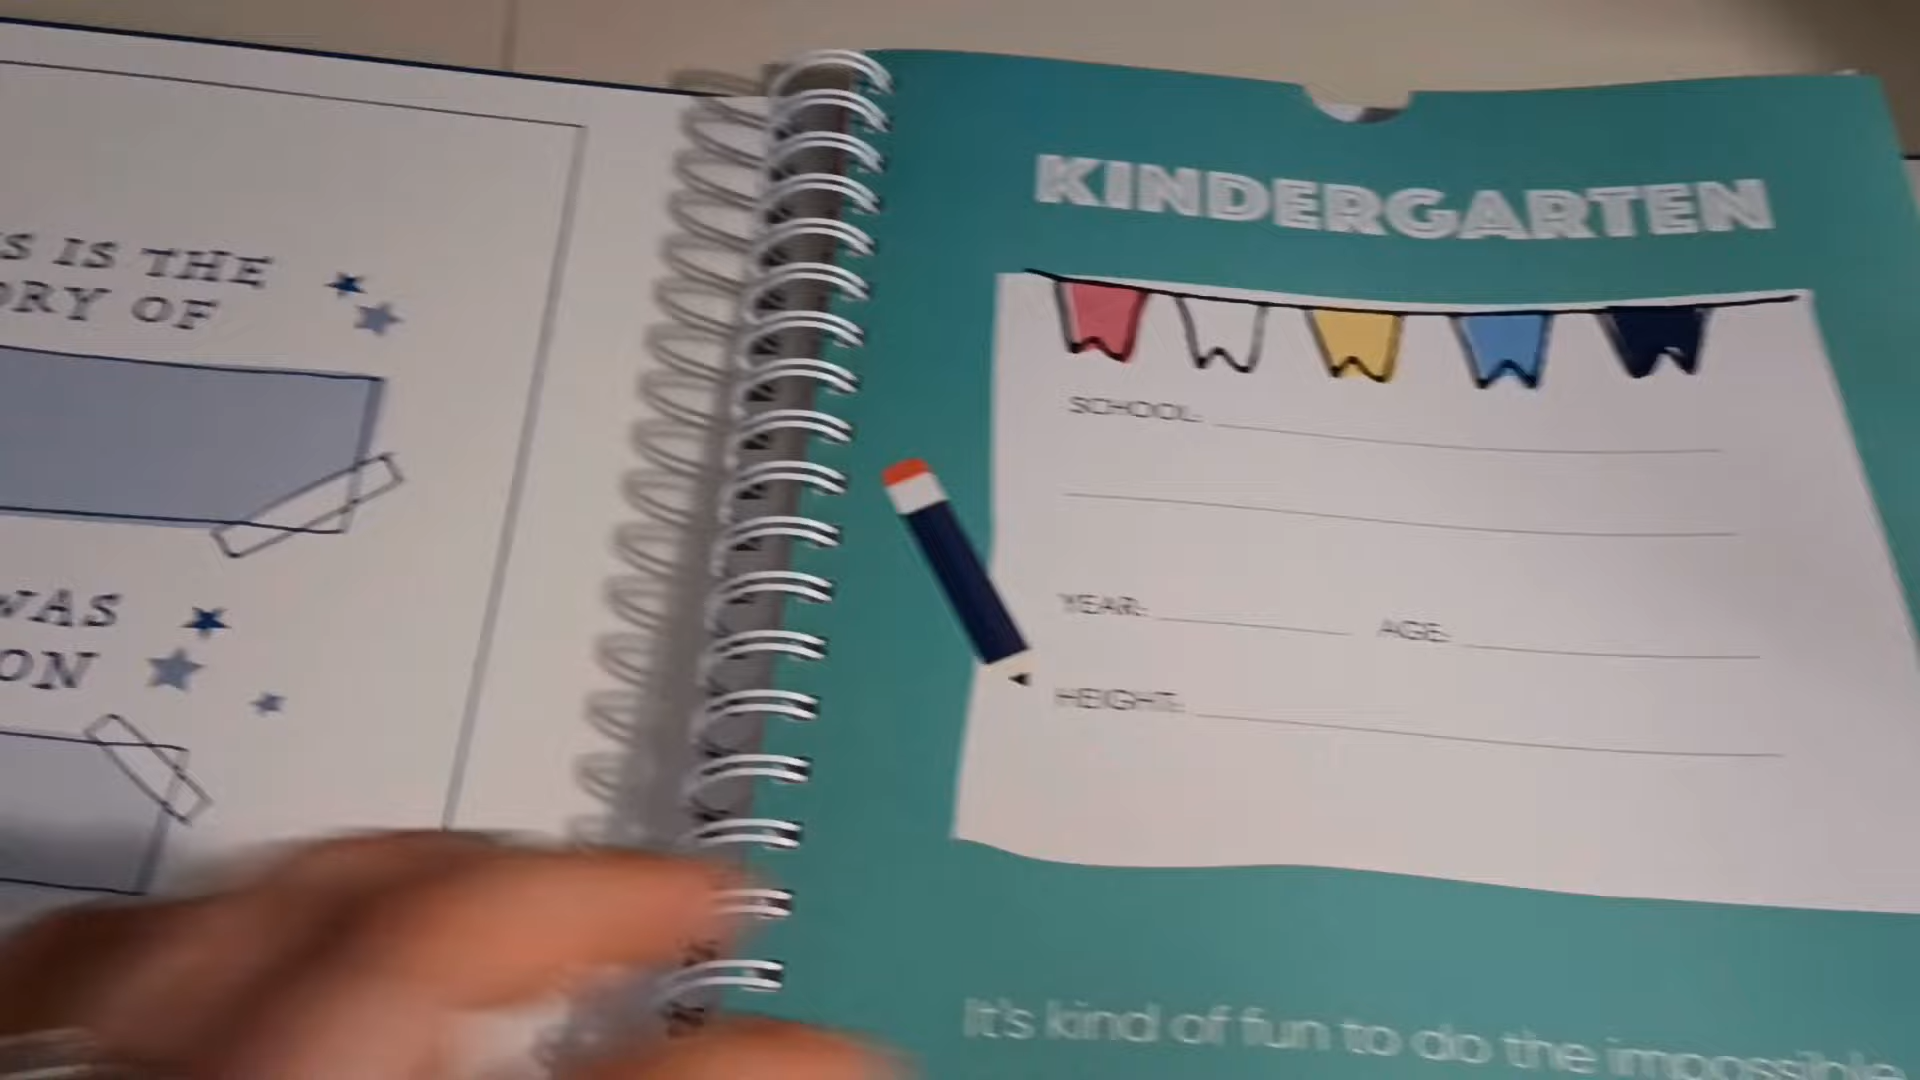 S IS THE
ORY OF
WAS
ON
KINDERGARTEN
SCHOOL:
YEAR: AGE:
HEIGHT:
It's kind of fun to do the impossible